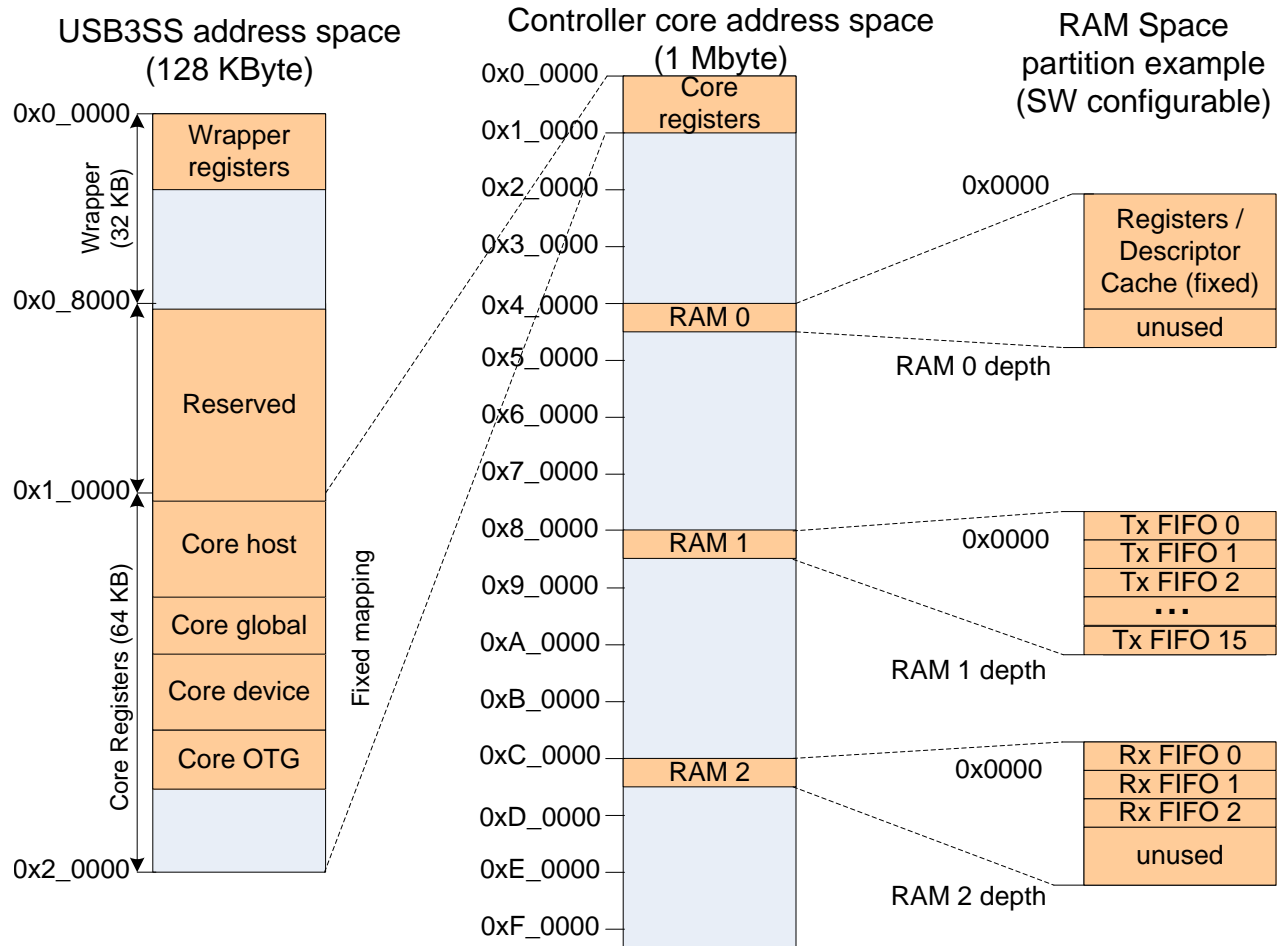 USB3SS address space
(128 KByte)
0x0_0000
Wrapper
registers
Wrapper
(32 KB)
0x0_8000
Reserved
0x1_0000
Core host
Core global
Core device
Core OTG
Core Registers (64 KB)
0x2_0000
Fixed mapping
Controller core address space
(1 Mbyte)
0x0_0000
Core
registers
0x1_0000
0x2_0000
0x3_0000
0x4_0000
RAM 0
0x5_0000
0x6_0000
0x7_0000
0x8_0000
RAM 1
0x9_0000
0xA_0000
0xB_0000
0xC_0000
RAM 2
0xD_0000
0xE_0000
0xF_0000
RAM Space
partition example
(SW configurable)
0x0000
Registers /
Descriptor
Cache (fixed)
unused
RAM 0 depth
0x0000
Tx FIFO 0
Tx FIFO 1
Tx FIFO 2
...
Tx FIFO 15
RAM 1 depth
0x0000
Rx FIFO 0
Rx FIFO 1
Rx FIFO 2
unused
RAM 2 depth